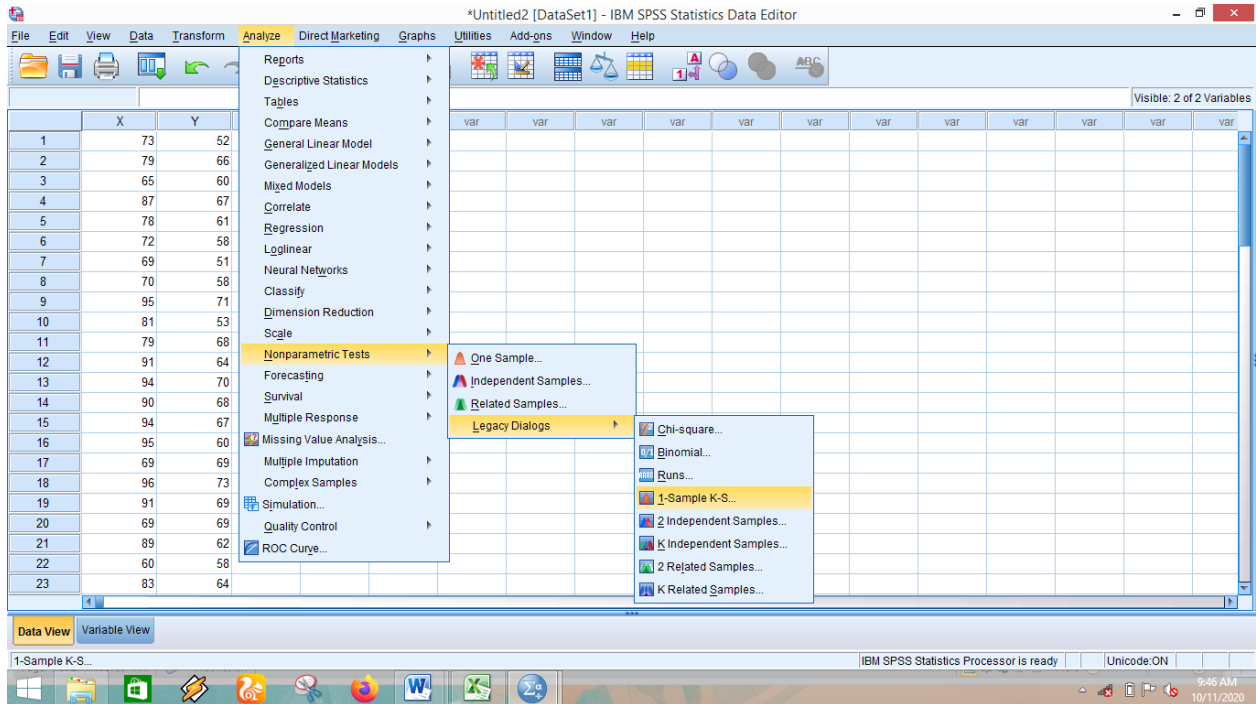 *Untitled2 [DataSet1] - IBM SPSS Statistics Data Editor
File Edit View Data Transform Analyze Direct Marketing Graphs Utilities Add-ons Window Help
Visible: 2 of 2 Variables
X Y var var var var var var var var var var var var
1 73 52
2 79 66
3 65 60
4 87 67
5 78 61
6 72 58
7 69 51
8 70 58
9 95 71
10 81 53
11 79 68
12 91 64
13 94 70
14 90 68
15 94 67
16 95 60
17 69 69
18 96 73
19 91 69
20 69 69
21 89 62
22 60 58
23 83 64
Reports
Descriptive Statistics
Tables
Compare Means
General Linear Model
Generalized Linear Models
Mixed Models
Correlate
Regression
Loglinear
Neural Networks
Classify
Dimension Reduction
Scale
Nonparametric Tests
Forecasting
Survival
Multiple Response
Missing Value Analysis...
Multiple Imputation
Complex Samples
Simulation...
Quality Control
ROC Curve...
One Sample...
Independent Samples...
Related Samples...
Legacy Dialogs
Chi-square...
Binomial...
Runs...
1-Sample K-S...
2 Independent Samples...
K Independent Samples...
2 Related Samples...
K Related Samples...
Data View Variable View
1-Sample K-S... IBM SPSS Statistics Processor is ready Unicode:ON
9:46 AM
10/11/2020